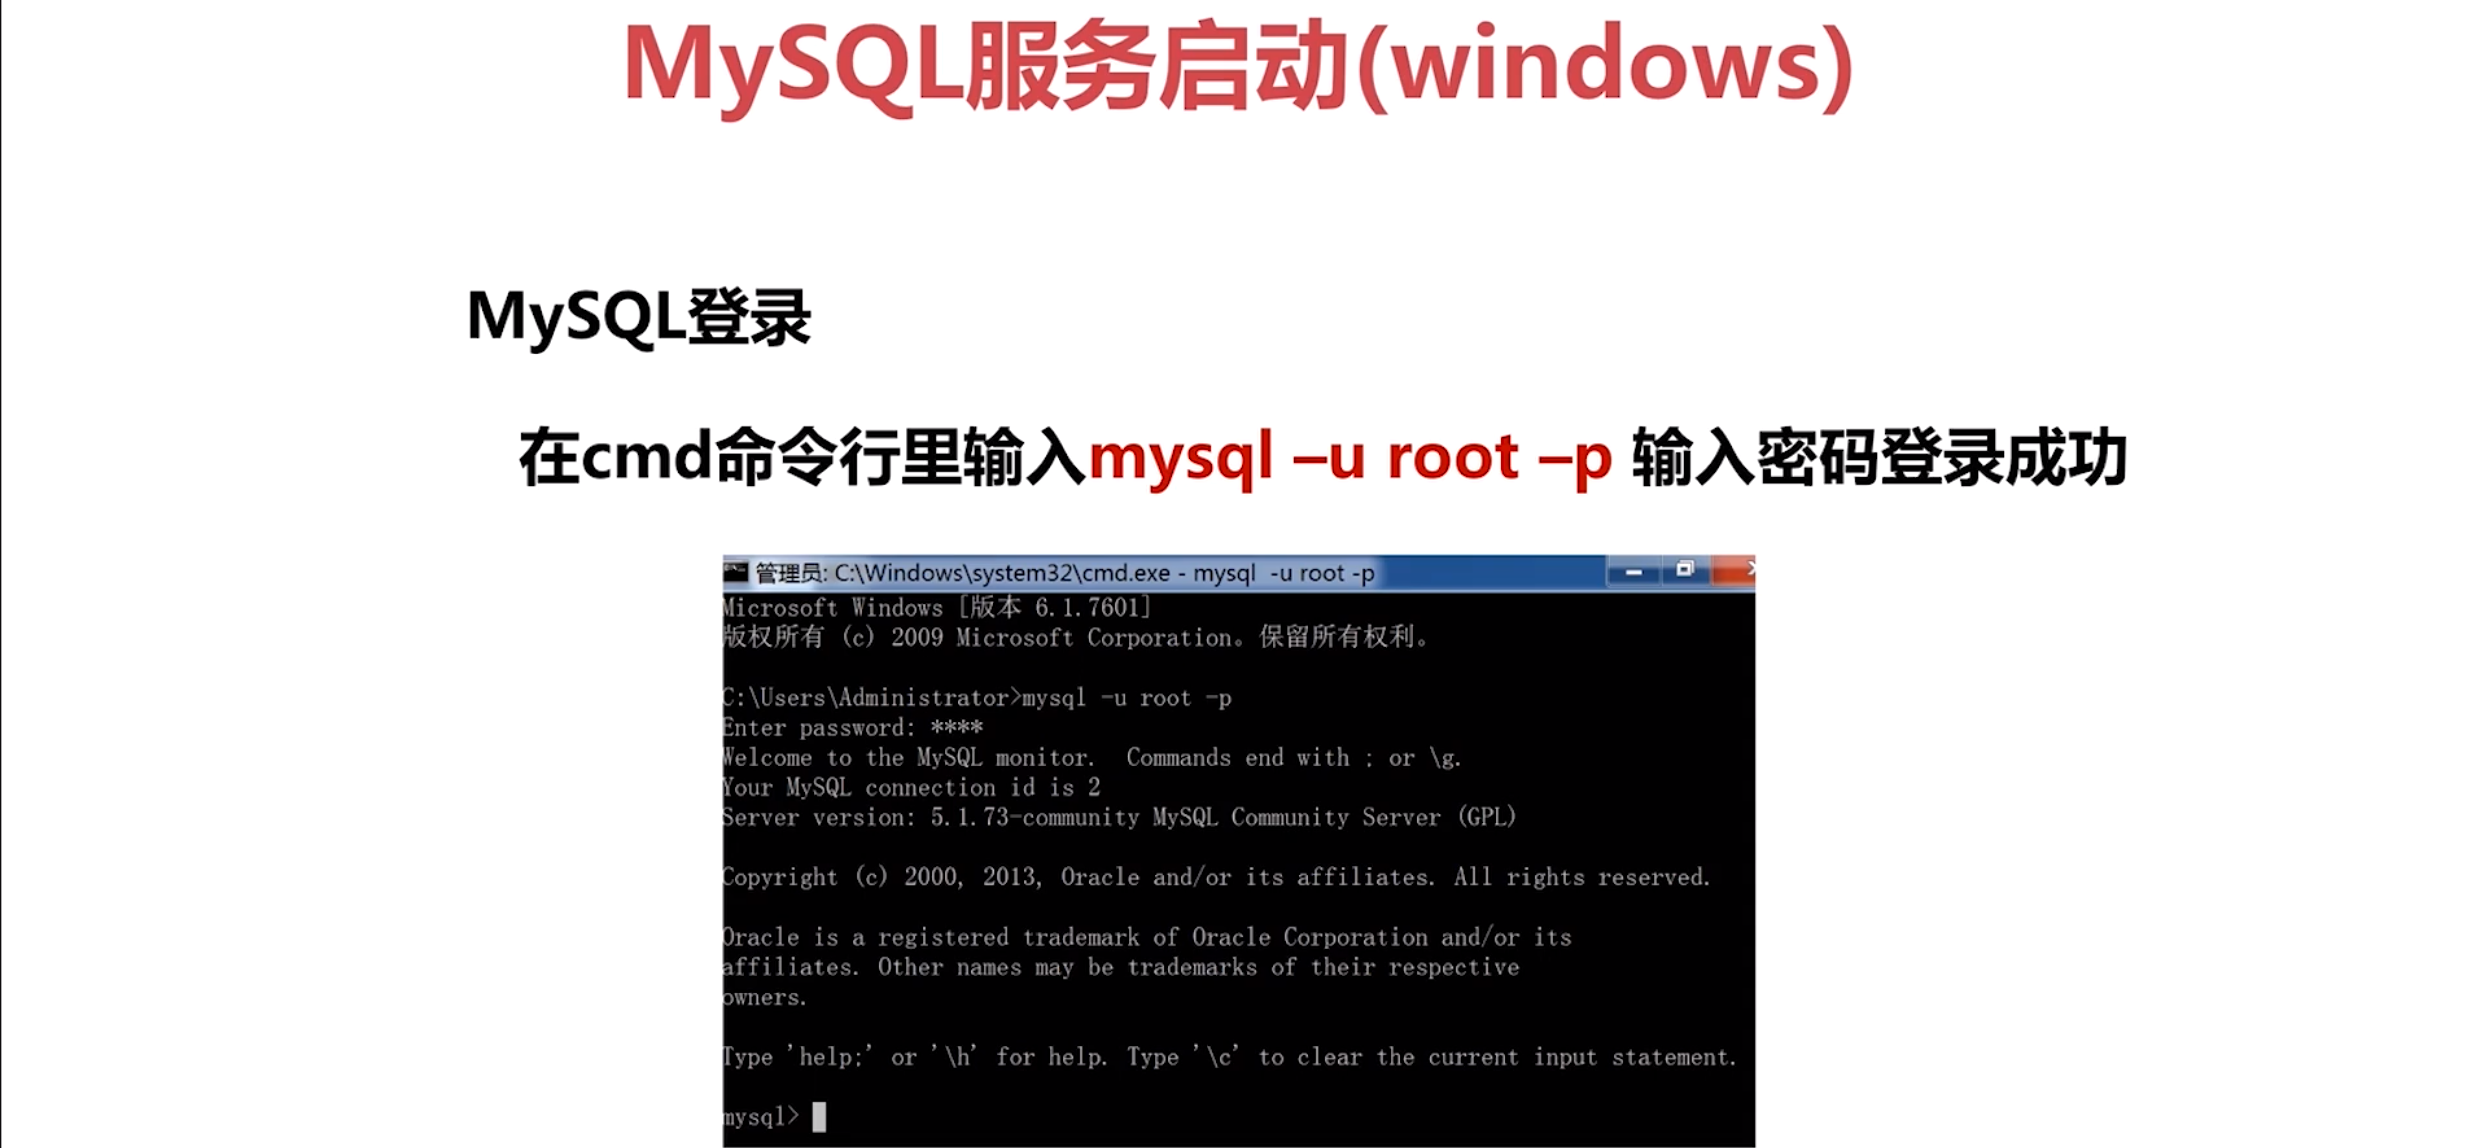 MySQL服务启动(windows)
MySQL登录
在cmd命令行里输入mysql –u root –p 输入密码登录成功
管理员: C:\Windows\system32\cmd.exe - mysql  -u root -p
Microsoft Windows [版本 6.1.7601]
版权所有 (c) 2009 Microsoft Corporation。保留所有权利。
C:\Users\Administrator>mysql -u root -p
Enter password: ****
Welcome to the MySQL monitor.  Commands end with ; or \g.
Your MySQL connection id is 2
Server version: 5.1.73-community MySQL Community Server (GPL)
Copyright (c) 2000, 2013, Oracle and/or its affiliates. All rights reserved.
Oracle is a registered trademark of Oracle Corporation and/or its
affiliates. Other names may be trademarks of their respective
owners.
Type 'help;' or '\h' for help. Type '\c' to clear the current input statement.
mysql>